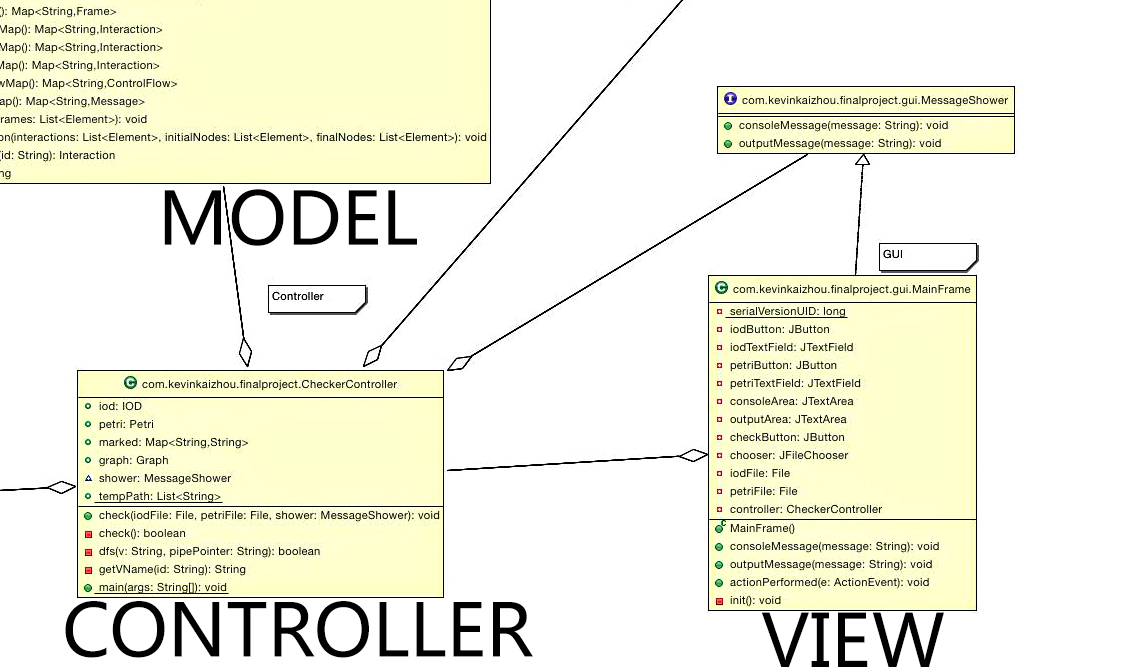 (): Map<String,Frame>
Map(): Map<String,Interaction>
Map(): Map<String,Interaction>
Map(): Map<String,Interaction>
wMap(): Map<String,ControlFlow>
ap(): Map<String,Message>
rames: List<Element>): void
on(interactions: List<Element>, initialNodes: List<Element>, finalNodes: List<Element>): void
(id: String): Interaction
ng
MODEL
I com.kevinkaizhou.finalproject.gui.MessageShower
consoleMessage(message: String): void
outputMessage(message: String): void
Controller
GUI
C com.kevinkaizhou.finalproject.CheckerController
iod: IOD
petri: Petri
marked: Map<String,String>
graph: Graph
shower: MessageShower
tempPath: List<String>
check(iodFile: File, petriFile: File, shower: MessageShower): void
check(): boolean
dfs(v: String, pipePointer: String): boolean
getVName(id: String): String
main(args: String[]): void
CONTROLLER
C com.kevinkaizhou.finalproject.gui.MainFrame
serialVersionUID: long
iodButton: JButton
iodTextField: JTextField
petriButton: JButton
petriTextField: JTextField
consoleArea: JTextArea
outputArea: JTextArea
checkButton: JButton
chooser: JFileChooser
iodFile: File
petriFile: File
controller: CheckerController
C MainFrame()
consoleMessage(message: String): void
outputMessage(message: String): void
actionPerformed(e: ActionEvent): void
init(): void
VIEW